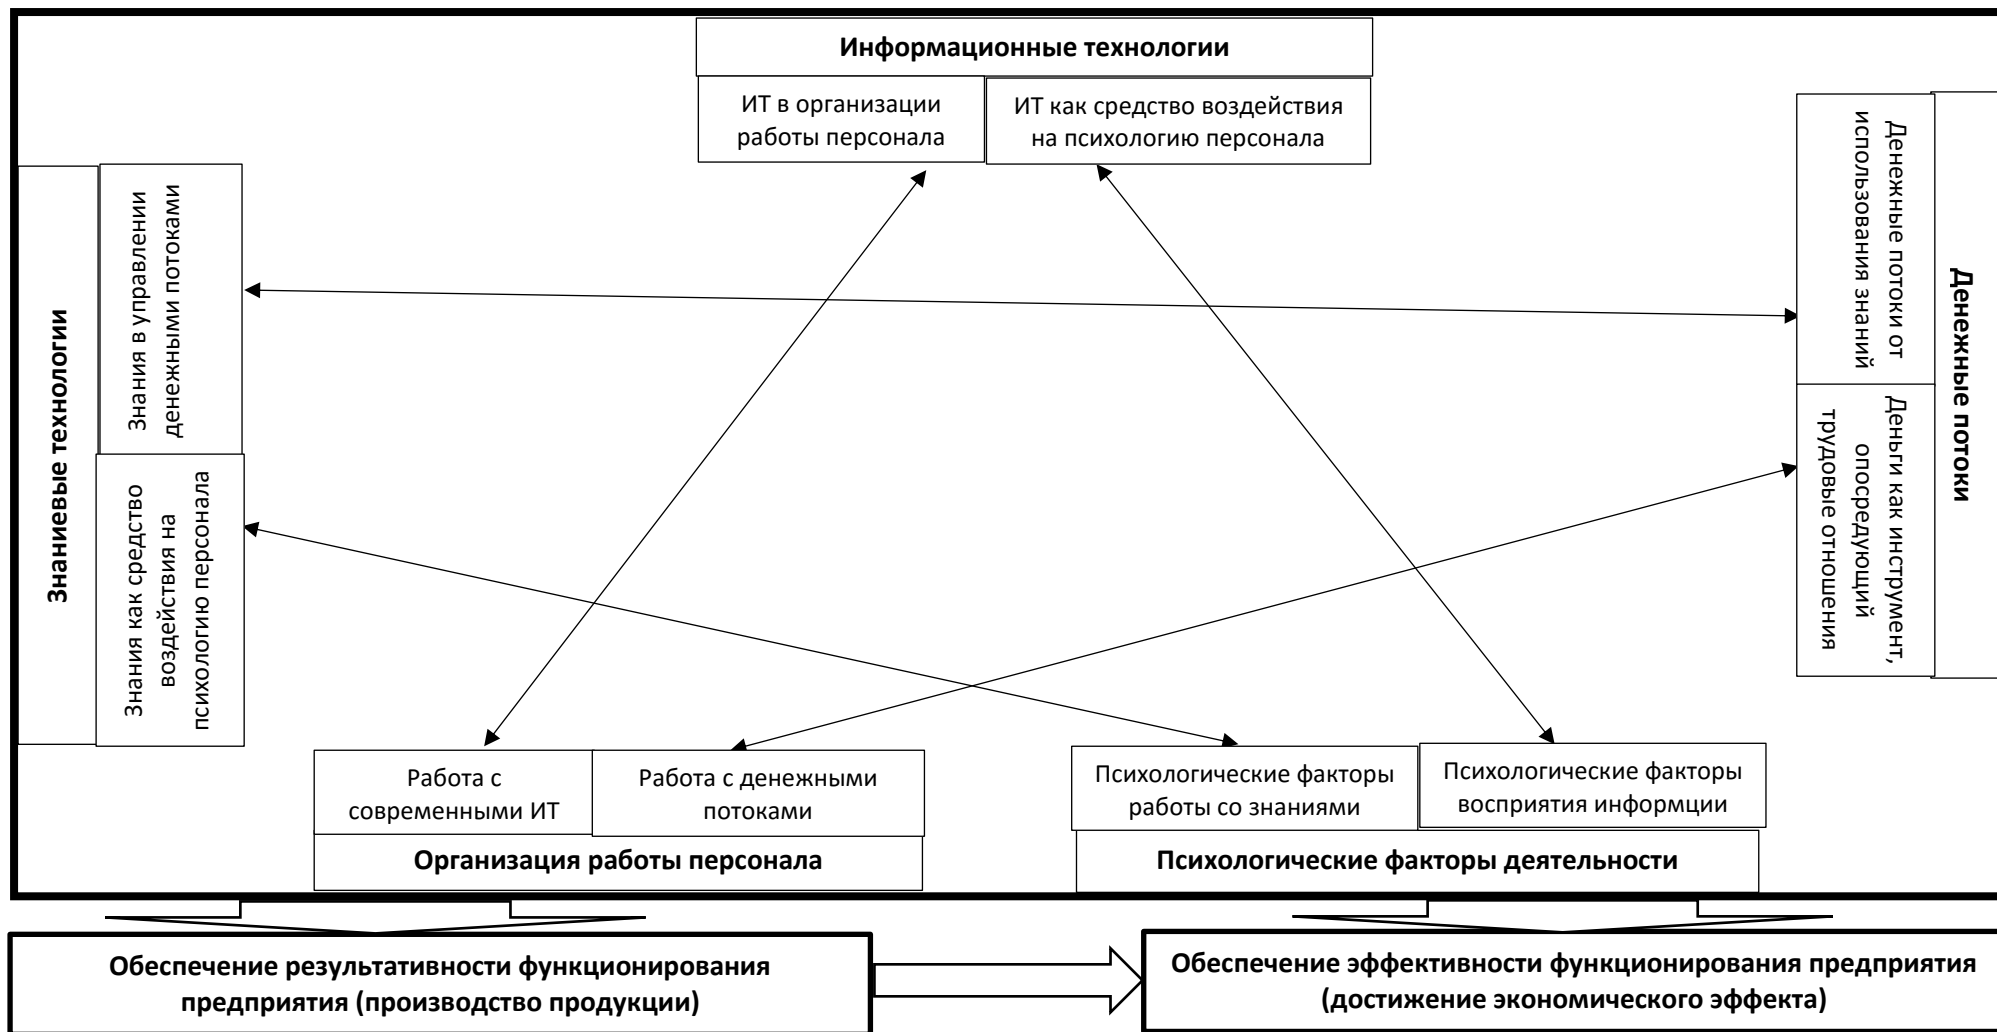 Информационные технологии
ИТ в организации
работы персонала
ИТ как средство воздействия
на психологию персонала
Знаниевые технологии
Знания в управлении
денежными потоками
Знания как средство
воздействия на
психологию персонала
Денежные потоки от
использования знаний
Деньги как инструмент,
опосредующий
трудовые отношения
Денежные потоки
Работа с
современными ИТ
Работа с денежными
потоками
Организация работы персонала
Психологические факторы
работы со знаниями
Психологические факторы
восприятия информции
Психологические факторы деятельности
Обеспечение результативности функционирования
предприятия (производство продукции)
Обеспечение эффективности функционирования предприятия
(достижение экономического эффекта)